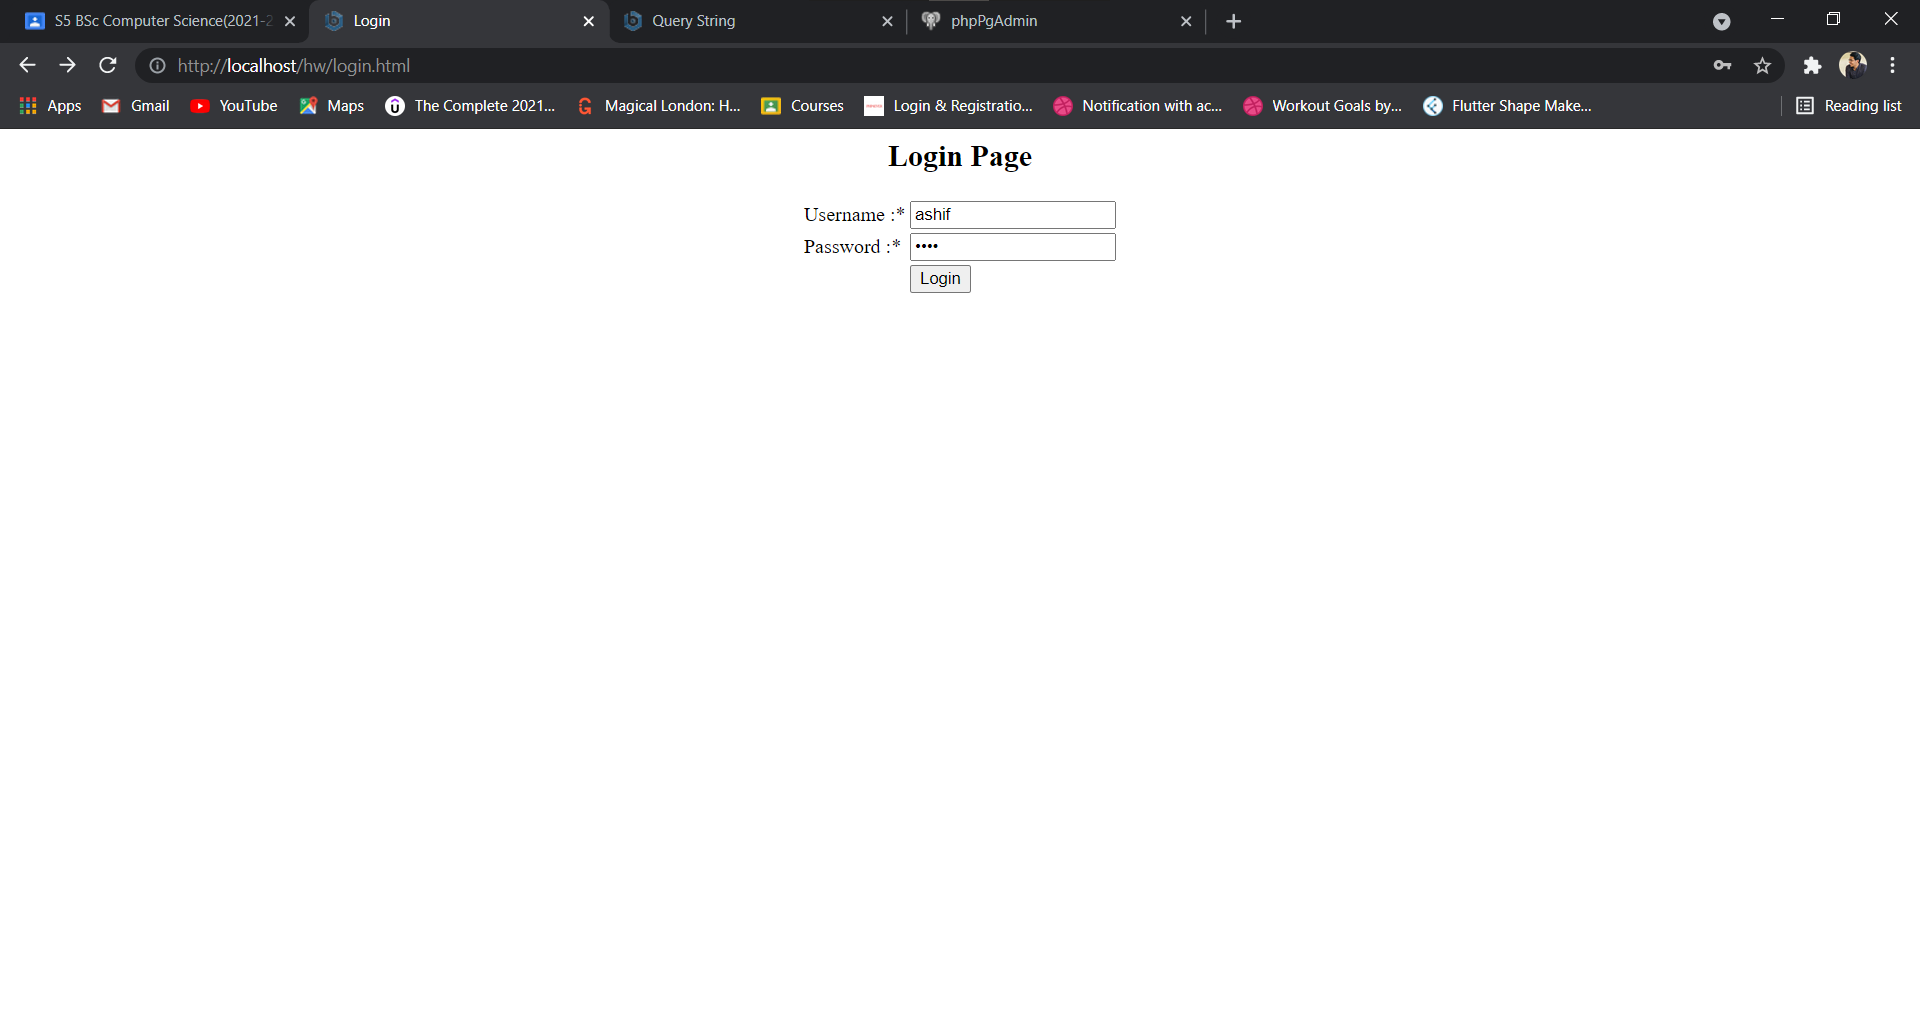 S5 BSc Computer Science(2021-2
Login
Query String
phpPgAdmin
http://localhost/hw/login.html
Apps
Gmail
YouTube
Maps
The Complete 2021...
Magical London: H...
Courses
Login & Registratio...
Notification with ac...
Workout Goals by...
Flutter Shape Make...
Reading list
Login Page
Username :* ashif
Password :* ••••
Login